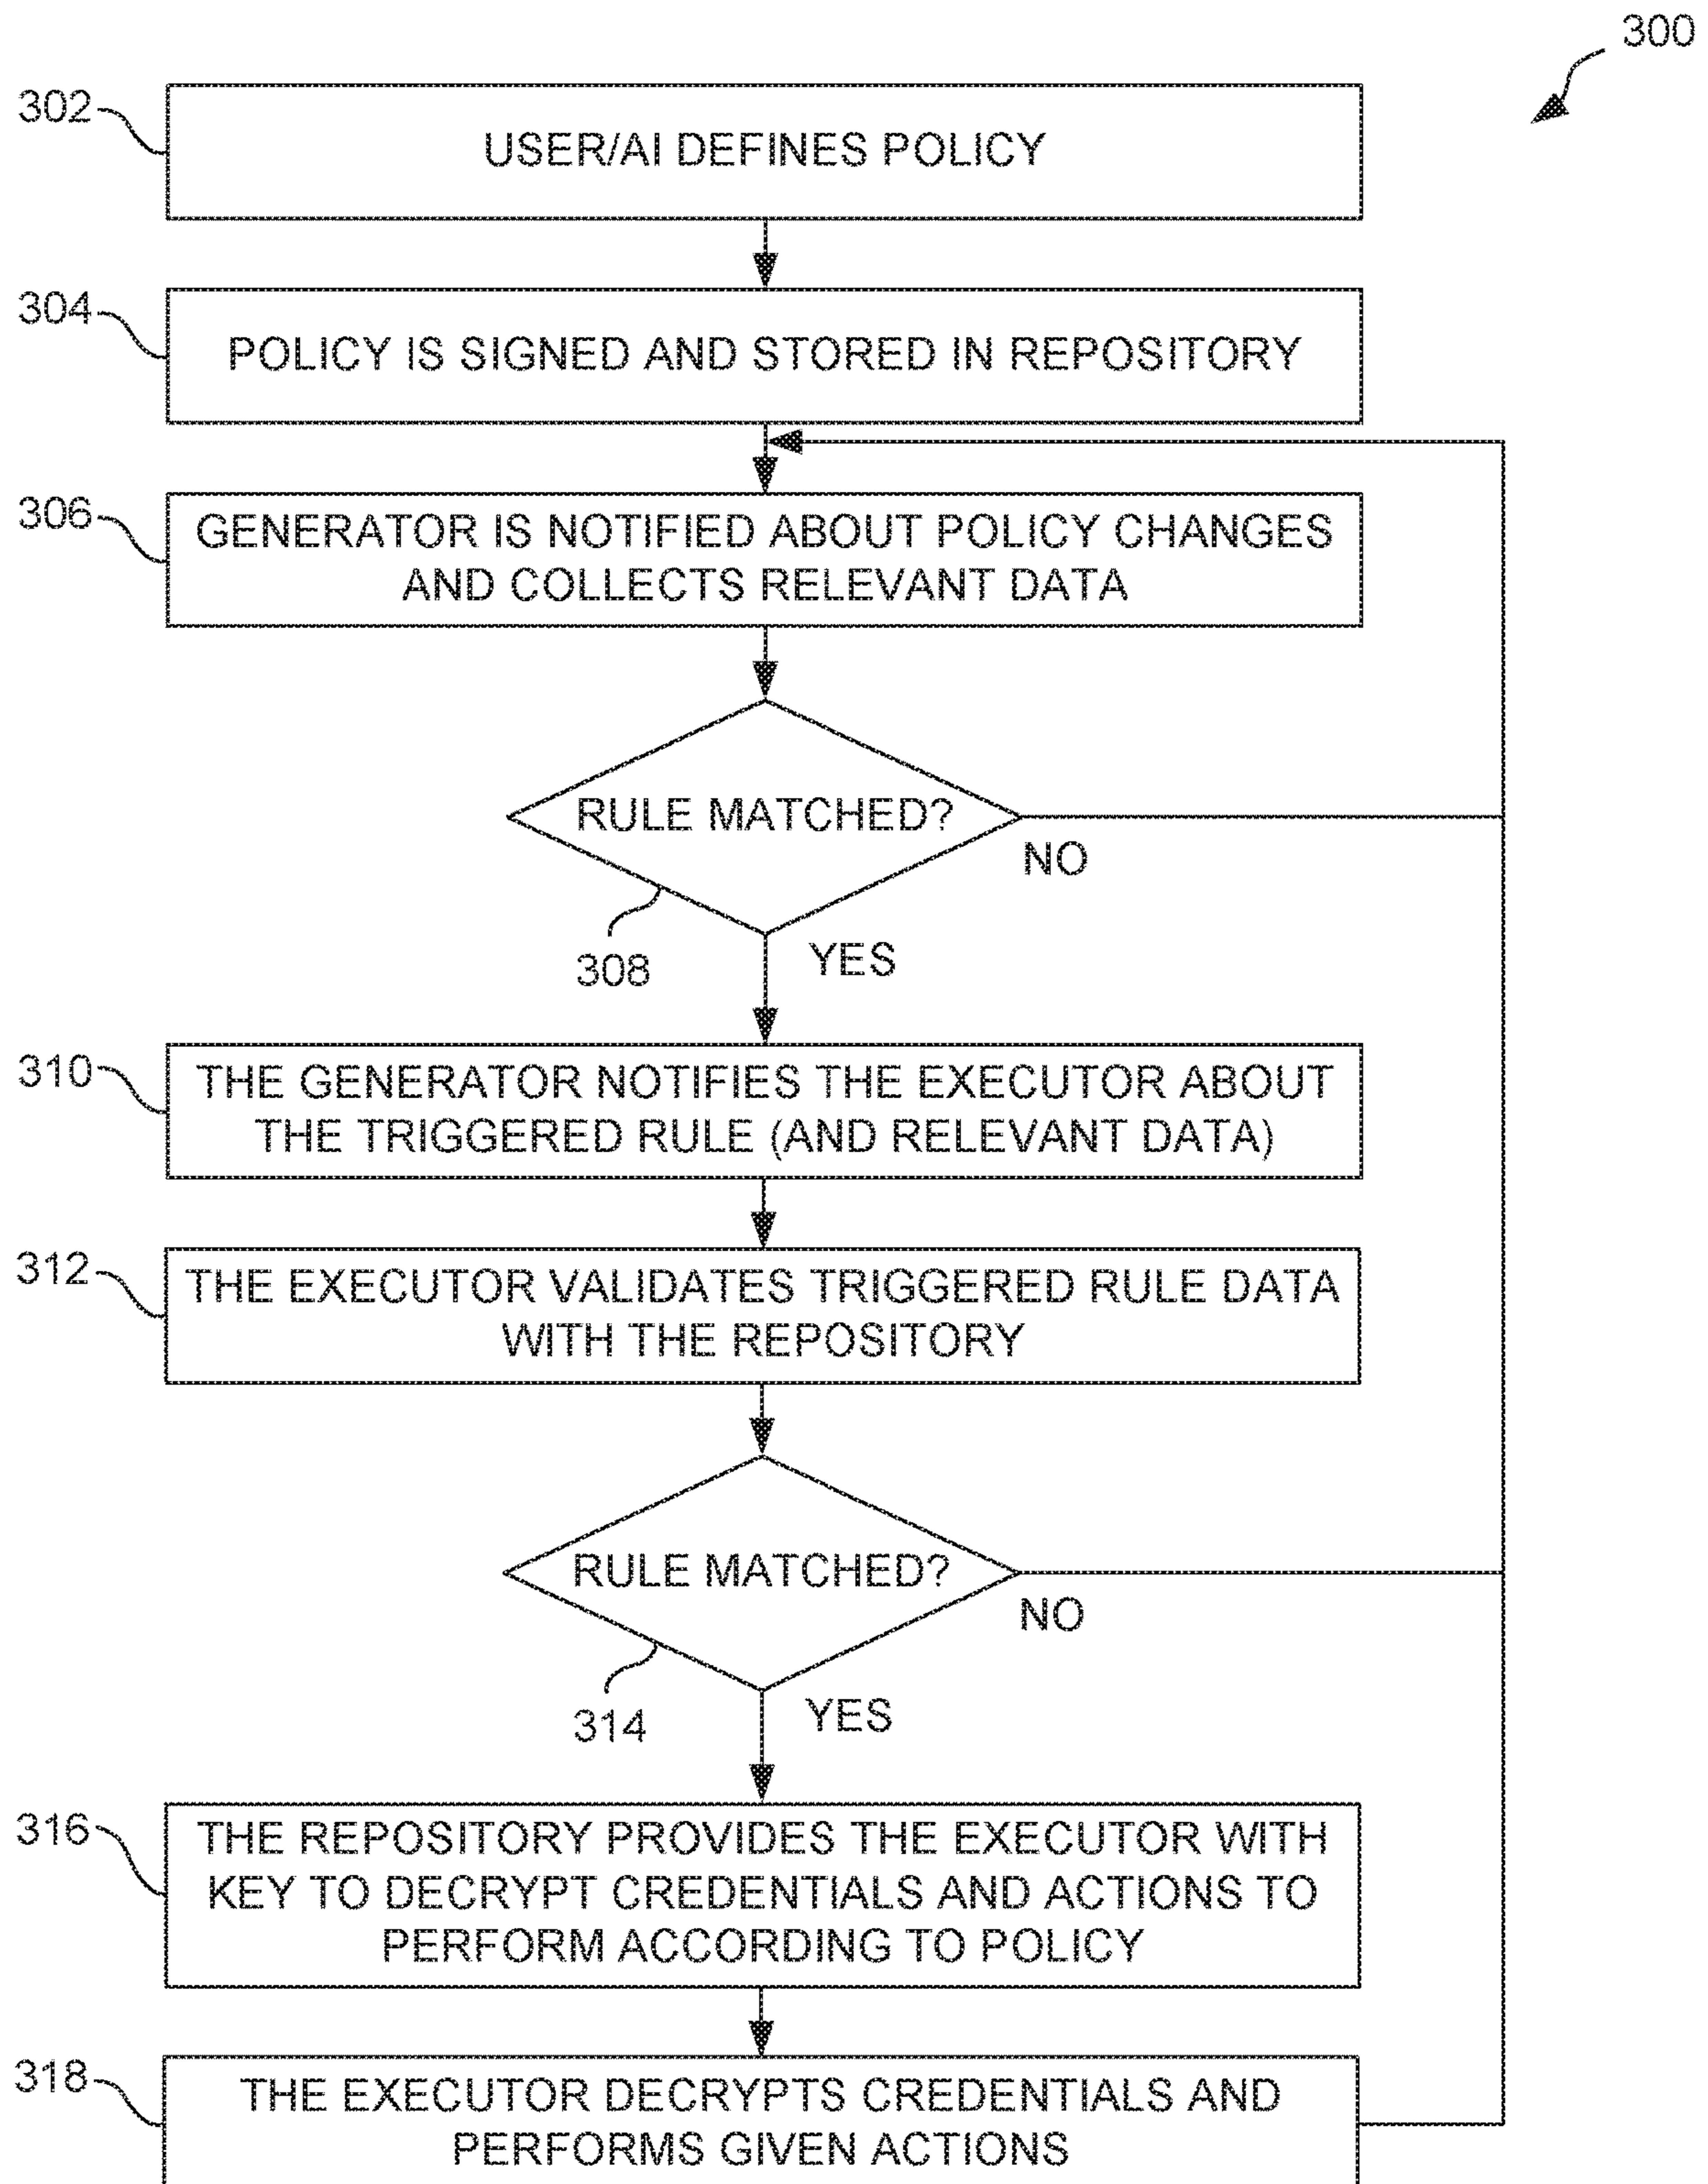 300
302
USER/AI DEFINES POLICY
304
POLICY IS SIGNED AND STORED IN REPOSITORY
306
GENERATOR IS NOTIFIED ABOUT POLICY CHANGES
AND COLLECTS RELEVANT DATA
RULE MATCHED?
NO
308
YES
310
THE GENERATOR NOTIFIES THE EXECUTOR ABOUT
THE TRIGGERED RULE (AND RELEVANT DATA)
312
THE EXECUTOR VALIDATES TRIGGERED RULE DATA
WITH THE REPOSITORY
RULE MATCHED?
NO
314
YES
316
THE REPOSITORY PROVIDES THE EXECUTOR WITH
KEY TO DECRYPT CREDENTIALS AND ACTIONS TO
PERFORM ACCORDING TO POLICY
318
THE EXECUTOR DECRYPTS CREDENTIALS AND
PERFORMS GIVEN ACTIONS